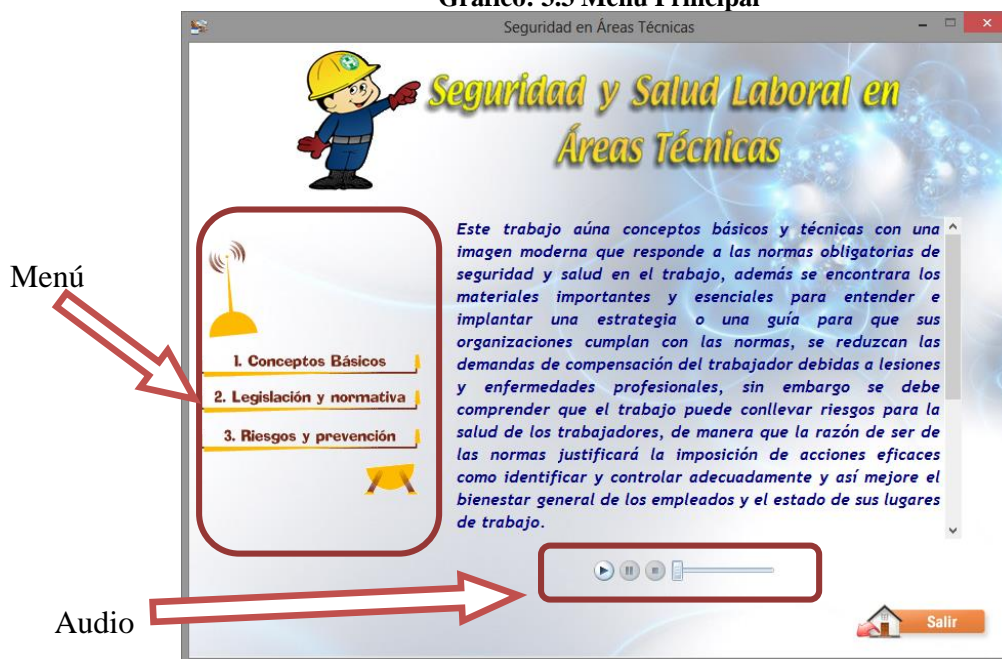 Gráfico: 3.3 Menú Principal
Seguridad en Áreas Técnicas
Seguridad y Salud Laboral en
Áreas Técnicas
Menú
1. Conceptos Básicos
2. Legislación y normativa
3. Riesgos y prevención
Este trabajo aúna conceptos básicos y técnicas con una
imagen moderna que responde a las normas obligatorias de
seguridad y salud en el trabajo, además se encontrara los
materiales importantes y esenciales para entender e
implantar una estrategia o una guía para que sus
organizaciones cumplan con las normas, se reduzcan las
demandas de compensación del trabajador debidas a lesiones
y enfermedades profesionales, sin embargo se debe
comprender que el trabajo puede conllevar riesgos para la
salud de los trabajadores, de manera que la razón de ser de
las normas justificará la imposición de acciones eficaces
como identificar y controlar adecuadamente y así mejore el
bienestar general de los empleados y el estado de sus lugares
de trabajo.
Audio
Salir